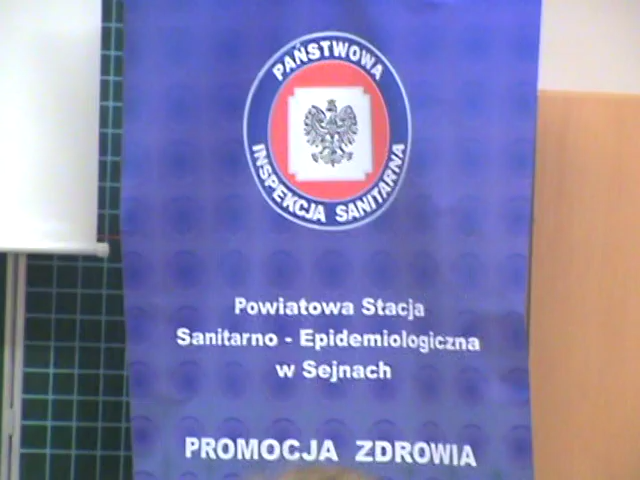 PAŃSTWOWA
INSPEKCJA SANITARNA
Powiatowa Stacja
Sanitarno - Epidemiologiczna
w Sejnach
PROMOCJA ZDROWIA